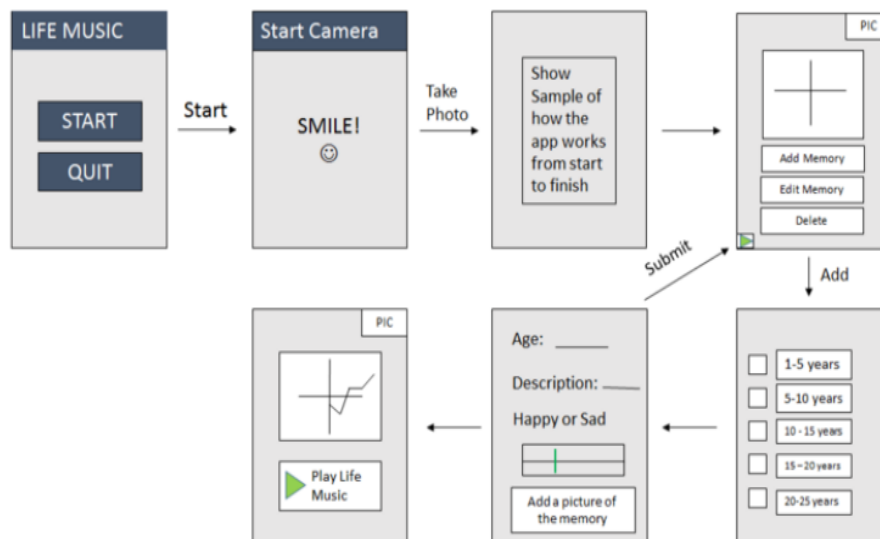 LIFE MUSIC
START
QUIT
Start
Start Camera
SMILE!
Take
Photo
Show
Sample of
how the
app works
from start
to finish
PIC
Add Memory
Edit Memory
Delete
Submit
Add
PIC
Play Life
Music
Age: _____
Description: ____
Happy or Sad
Add a picture of
the memory
1-5 years
5-10 years
10 - 15 years
15 – 20 years
20-25 years